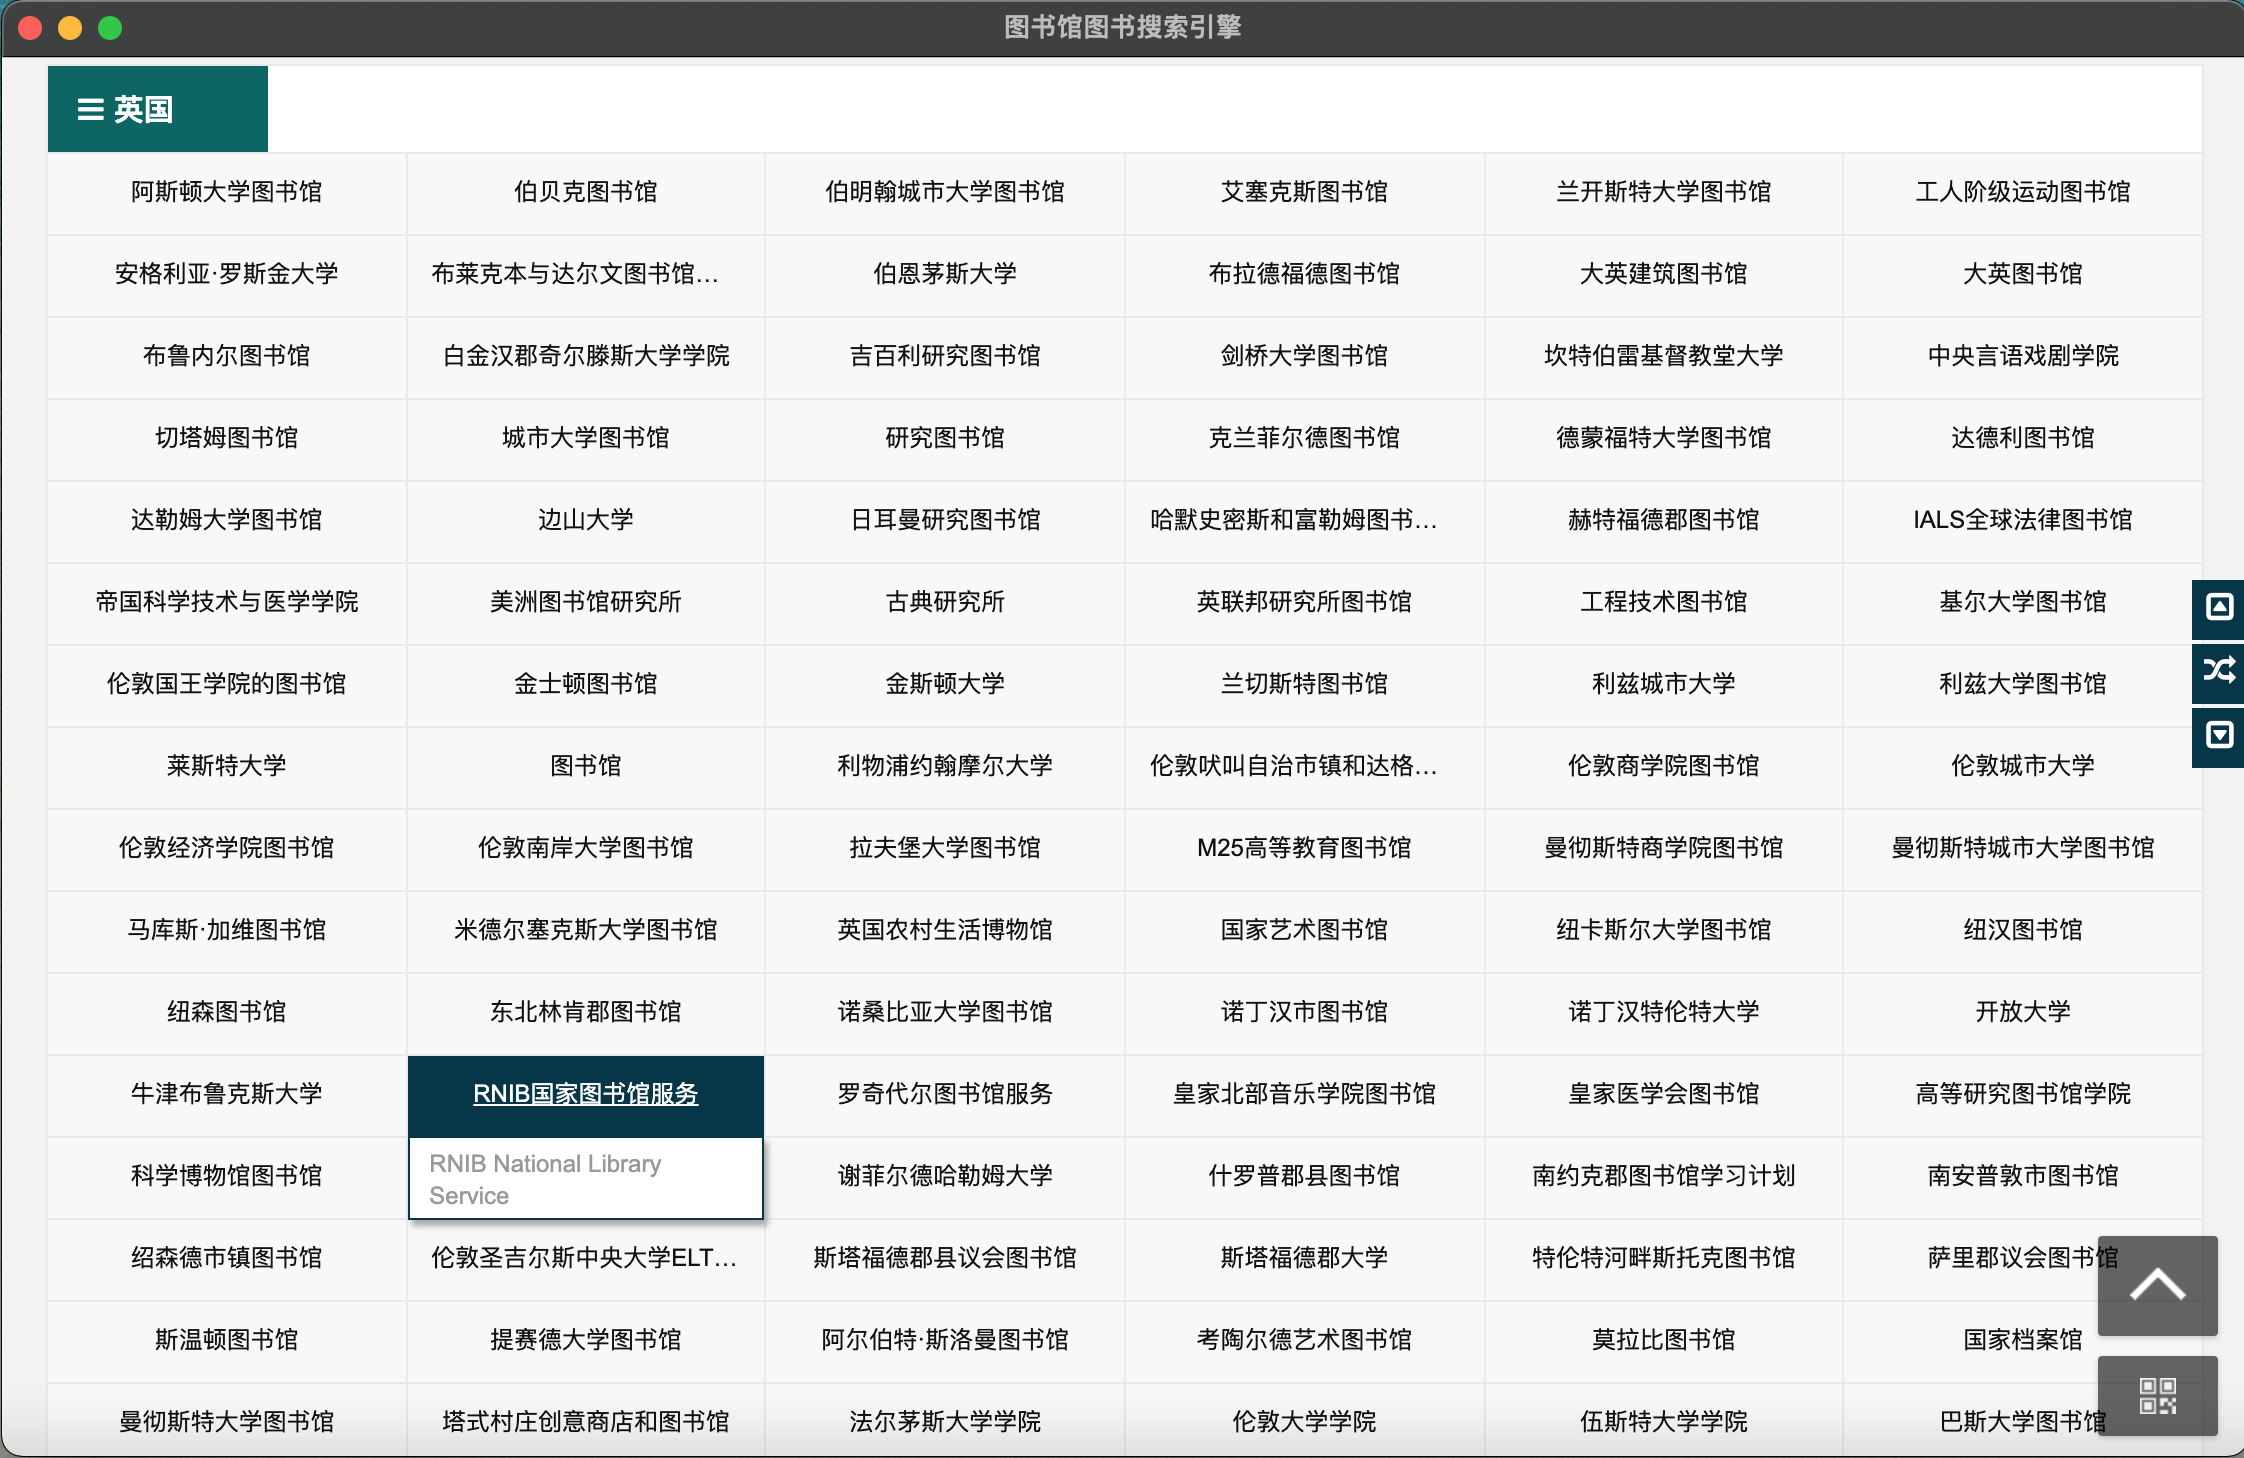 图书馆图书搜索引擎
英国
阿斯顿大学图书馆
伯贝克图书馆
伯明翰城市大学图书馆
艾塞克斯图书馆
兰开斯特大学图书馆
工人阶级运动图书馆
安格利亚·罗斯金大学
布莱克本与达尔文图书馆...
伯恩茅斯大学
布拉德福德图书馆
大英建筑图书馆
大英图书馆
布鲁内尔图书馆
白金汉郡奇尔滕斯大学学院
吉百利研究图书馆
剑桥大学图书馆
坎特伯雷基督教堂大学
中央言语戏剧学院
切塔姆图书馆
城市大学图书馆
研究图书馆
克兰菲尔德图书馆
德蒙福特大学图书馆
达德利图书馆
达勒姆大学图书馆
边山大学
日耳曼研究图书馆
哈默史密斯和富勒姆图书...
赫特福德郡图书馆
IALS全球法律图书馆
帝国科学技术与医学学院
美洲图书馆研究所
古典研究所
英联邦研究所图书馆
工程技术图书馆
基尔大学图书馆
伦敦国王学院的图书馆
金士顿图书馆
金斯顿大学
兰切斯特图书馆
利兹城市大学
利兹大学图书馆
莱斯特大学
图书馆
利物浦约翰摩尔大学
伦敦吠叫自治市镇和达格...
伦敦商学院图书馆
伦敦城市大学
伦敦经济学院图书馆
伦敦南岸大学图书馆
拉夫堡大学图书馆
M25高等教育图书馆
曼彻斯特商学院图书馆
曼彻斯特城市大学图书馆
马库斯·加维图书馆
米德尔塞克斯大学图书馆
英国农村生活博物馆
国家艺术图书馆
纽卡斯尔大学图书馆
纽汉图书馆
纽森图书馆
东北林肯郡图书馆
诺桑比亚大学图书馆
诺丁汉市图书馆
诺丁汉特伦特大学
开放大学
牛津布鲁克斯大学
RNIB国家图书馆服务
罗奇代尔图书馆服务
皇家北部音乐学院图书馆
皇家医学会图书馆
高等研究图书馆学院
科学博物馆图书馆
RNIB National Library
Service
谢菲尔德哈勒姆大学
什罗普郡县图书馆
南约克郡图书馆学习计划
南安普敦市图书馆
绍森德市镇图书馆
伦敦圣吉尔斯中央大学ELT...
斯塔福德郡县议会图书馆
斯塔福德郡大学
特伦特河畔斯托克图书馆
萨里郡议会图书馆
斯温顿图书馆
提赛德大学图书馆
阿尔伯特·斯洛曼图书馆
考陶尔德艺术图书馆
莫拉比图书馆
国家档案馆
曼彻斯特大学图书馆
塔式村庄创意商店和图书馆
法尔茅斯大学学院
伦敦大学学院
伍斯特大学学院
巴斯大学图书馆